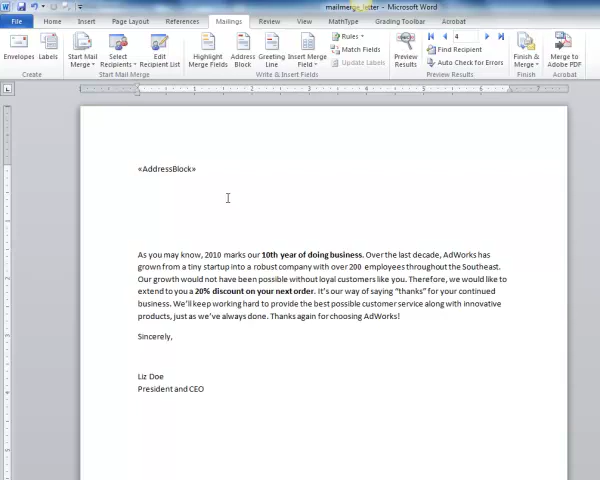 mailmerge_letter - Microsoft Word
File Home Insert Page Layout References Mailings Review View MathType Grading Toolbar Acrobat
Envelopes Labels Start Mail Merge Select Recipients Edit Recipient List Highlight Merge Fields Address Block Greeting Line Insert Merge Field Rules Match Fields Update Labels Preview Results 4 Find Recipient Auto Check for Errors Finish & Merge Merge to Adobe PDF
Create Start Mail Merge Write & Insert Fields Preview Results Finish Acrobat
«AddressBlock»
As you may know, 2010 marks our 10th year of doing business. Over the last decade, AdWorks has
grown from a tiny startup into a robust company with over 200 employees throughout the Southeast.
Our growth would not have been possible without loyal customers like you. Therefore, we would like to
extend to you a 20% discount on your next order. It's our way of saying “thanks” for your continued
business. We'll keep working hard to provide the best possible customer service along with innovative
products, just as we've always done. Thanks again for choosing AdWorks!
Sincerely,
Liz Doe
President and CEO